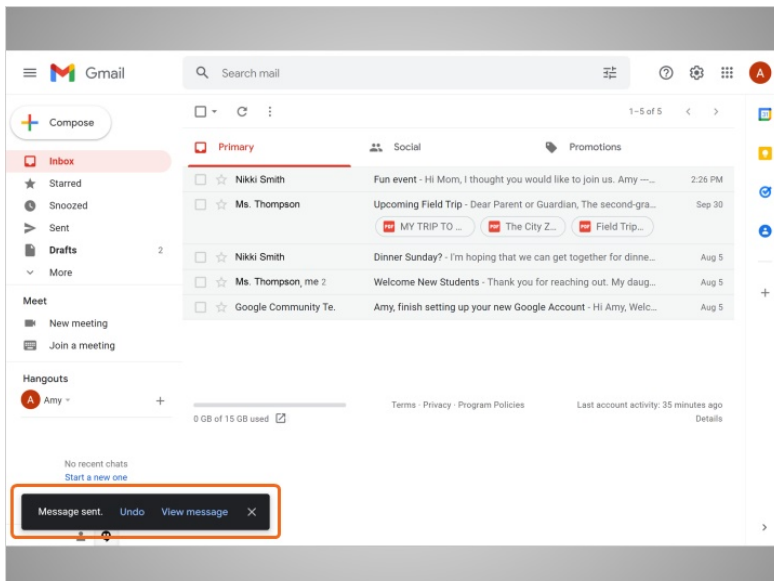 Gmail
Search mail
A
Compose
1–5 of 5
Primary
Social
Promotions
Inbox
Starred
Snoozed
Sent
Drafts 2
More
Nikki Smith Fun event - Hi Mom, I thought you would like to join us. Amy —... 2:26 PM
Ms. Thompson Upcoming Field Trip - Dear Parent or Guardian, The second-gra... Sep 30
PDF MY TRIP TO ... PDF The City Z... PDF Field Trip...
Nikki Smith Dinner Sunday? - I'm hoping that we can get together for dinne... Aug 5
Ms. Thompson, me 2 Welcome New Students - Thank you for reaching out. My daug... Aug 5
Google Community Te. Amy, finish setting up your new Google Account - Hi Amy, Welc... Aug 5
Meet
New meeting
Join a meeting
Hangouts
A Amy
No recent chats
Start a new one
0 GB of 15 GB used
Terms · Privacy · Program Policies
Last account activity: 35 minutes ago
Details
Message sent. Undo View message